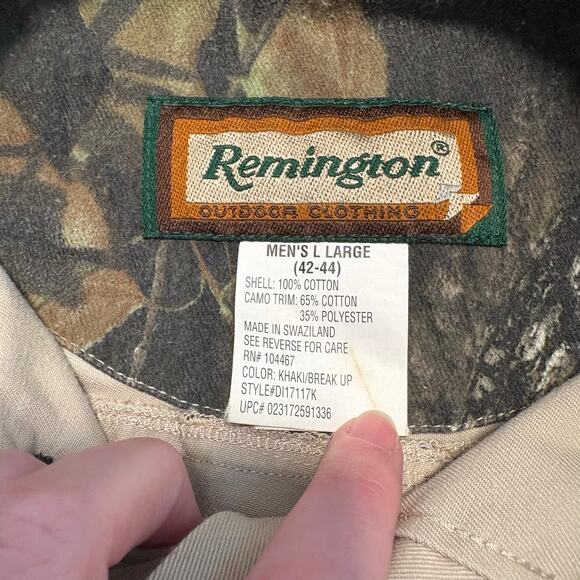 Remington®
OUTDOOR CLOTHING
MEN'S L LARGE
(42-44)
SHELL: 100% COTTON
CAMO TRIM: 65% COTTON
35% POLYESTER
MADE IN SWAZILAND
SEE REVERSE FOR CARE
RN# 104467
COLOR: KHAKI/BREAK UP
STYLE#DI17117K
UPC# 023172591336